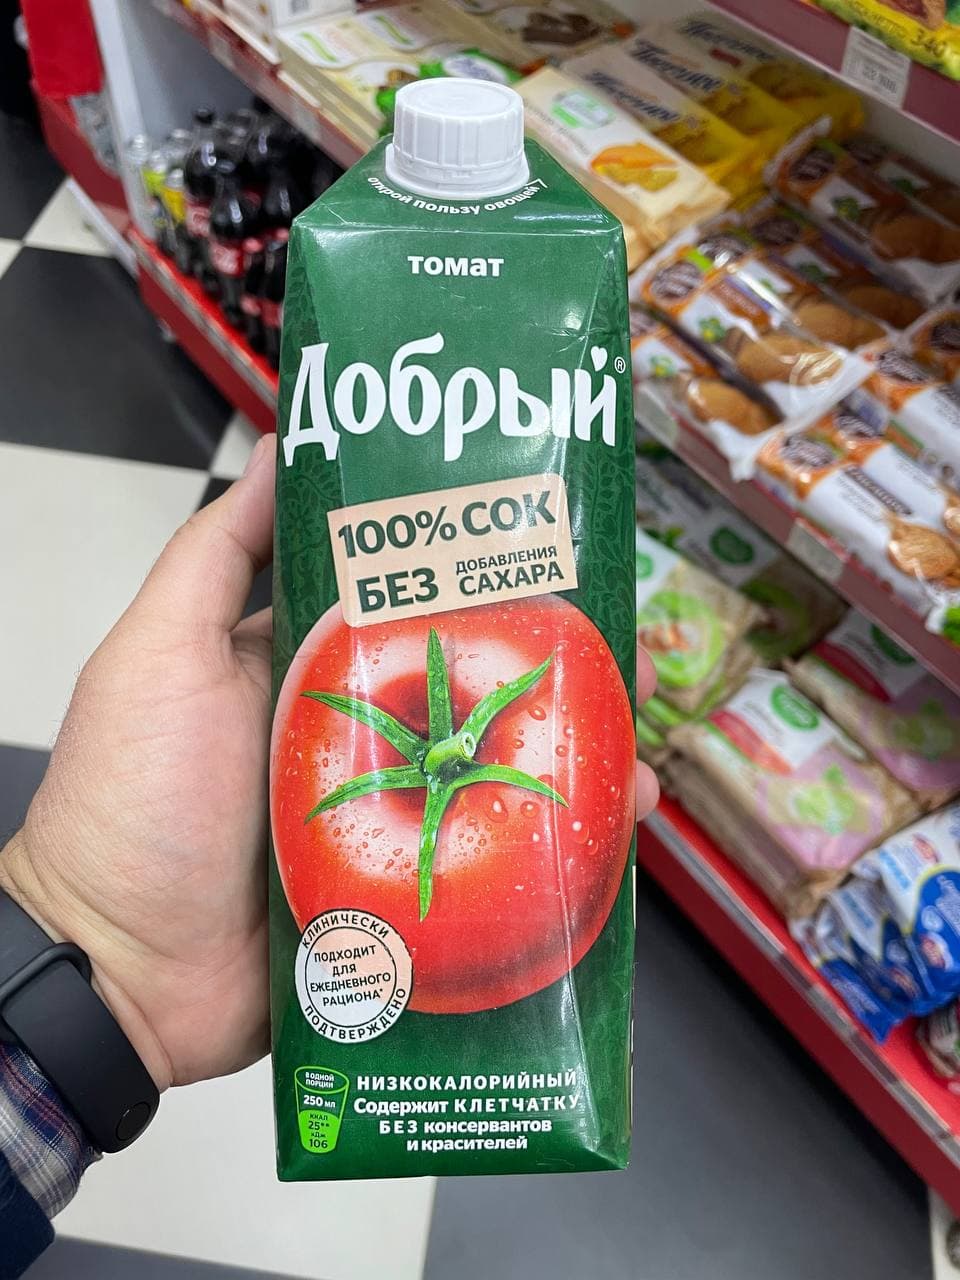 открой пользу овощей
томат
Добрый®
100% СОК
БЕЗ ДОБАВЛЕНИЯ
САХАРА
КЛИНИЧЕСКИ
ПОДХОДИТ
ДЛЯ
ЕЖЕДНЕВНОГО
РАЦИОНА*
ПОДТВЕРЖДЕНО
В ОДНОЙ
ПОРЦИИ
250 мл
ККАЛ
25**
кДж
106
НИЗКОКАЛОРИЙНЫЙ
Содержит КЛЕТЧАТКУ
БЕЗ консервантов
и красителей